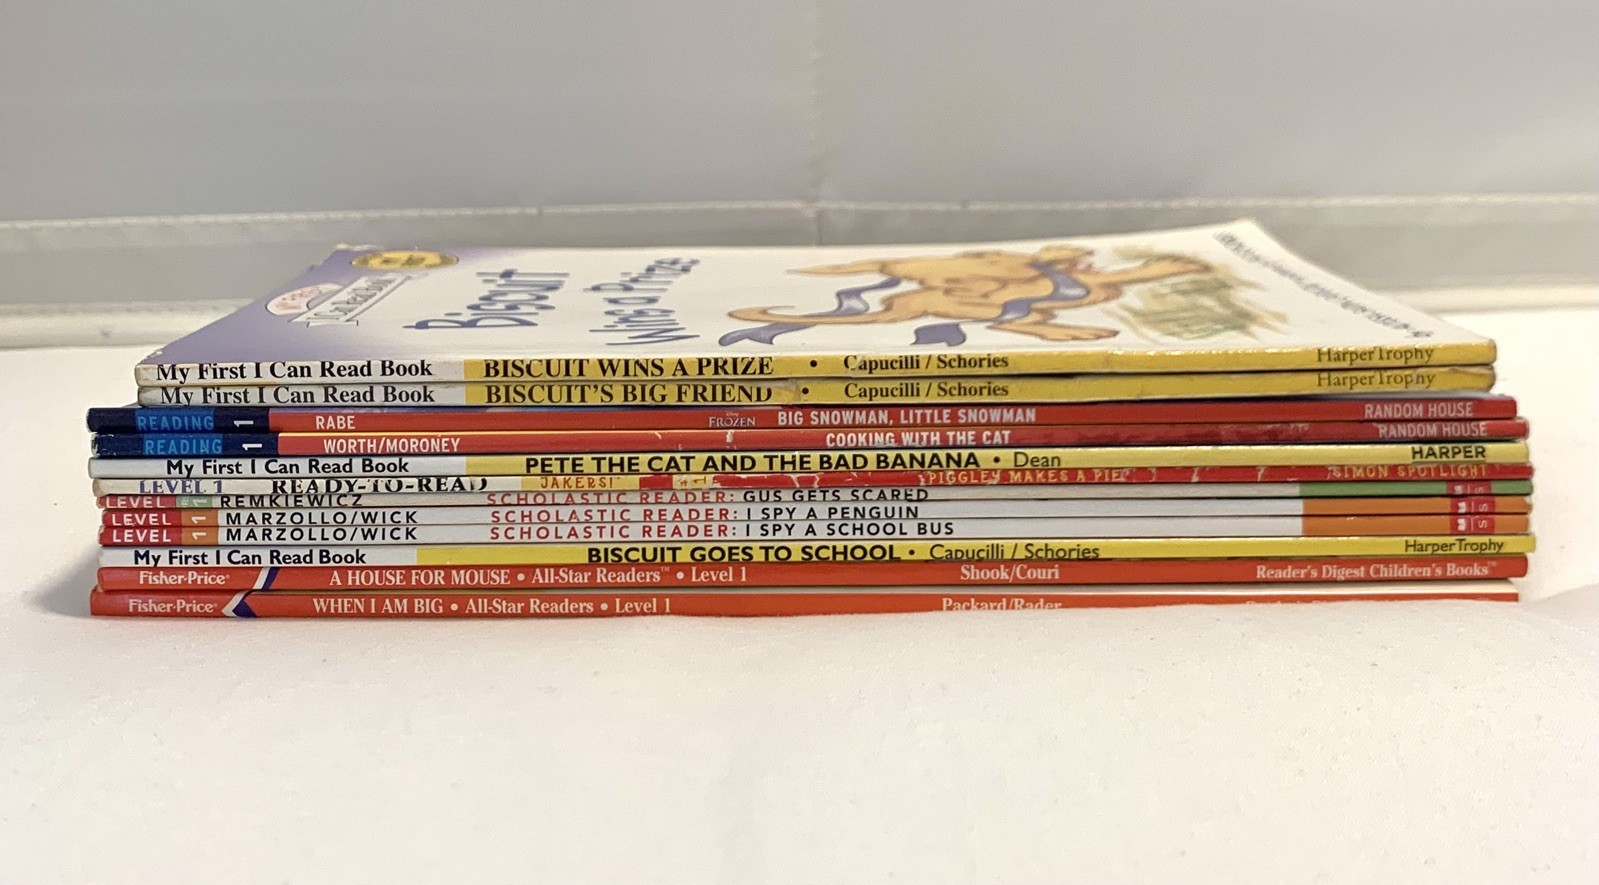 My First
I Can Read Book
Biscuit
Wins a Prize
My First I Can Read Book BISCUIT WINS A PRIZE • Capucilli / Schories HarperTrophy
My First I Can Read Book BISCUIT'S BIG FRIEND • Capucilli / Schories HarperTrophy
READING 1 RABE Disney FROZEN BIG SNOWMAN, LITTLE SNOWMAN RANDOM HOUSE
READING 1 WORTH/MORONEY COOKING WITH THE CAT RANDOM HOUSE
My First I Can Read Book PETE THE CAT AND THE BAD BANANA • Dean HARPER
LEVEL 1 READY-TO-READ JAKERS! #1 PIGGLEY MAKES A PIE SIMON SPOTLIGHT
LEVEL 1 REMKIEWICZ SCHOLASTIC READER: GUS GETS SCARED
LEVEL 1 MARZOLLO/WICK SCHOLASTIC READER: I SPY A PENGUIN
LEVEL 1 MARZOLLO/WICK SCHOLASTIC READER: I SPY A SCHOOL BUS
My First I Can Read Book BISCUIT GOES TO SCHOOL • Capucilli / Schories HarperTrophy
Fisher-Price® A HOUSE FOR MOUSE • All-Star Readers™ • Level 1 Shook/Couri Reader's Digest Children's Books™
Fisher-Price® WHEN I AM BIG • All-Star Readers • Level 1 Packard/Rader